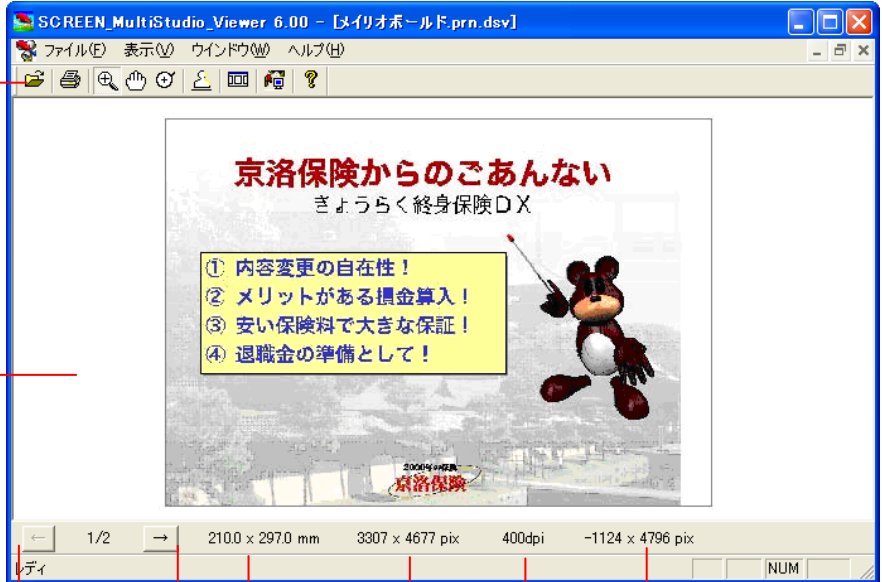 SCREEN_MultiStudio_Viewer 6.00 - [メイリオボールド.prn.dsv]
ファイル(F) 表示(V) ウインドウ(W) ヘルプ(H)
京洛保険からのごあんない
きょうらく終身保険DX
① 内容変更の自在性！
② メリットがある損金算入！
③ 安い保険料で大きな保証！
④ 退職金の準備として！
京洛保険
← 1/2 → 210.0 x 297.0 mm 3307 x 4677 pix 400dpi -1124 x 4796 pix
レディ NUM